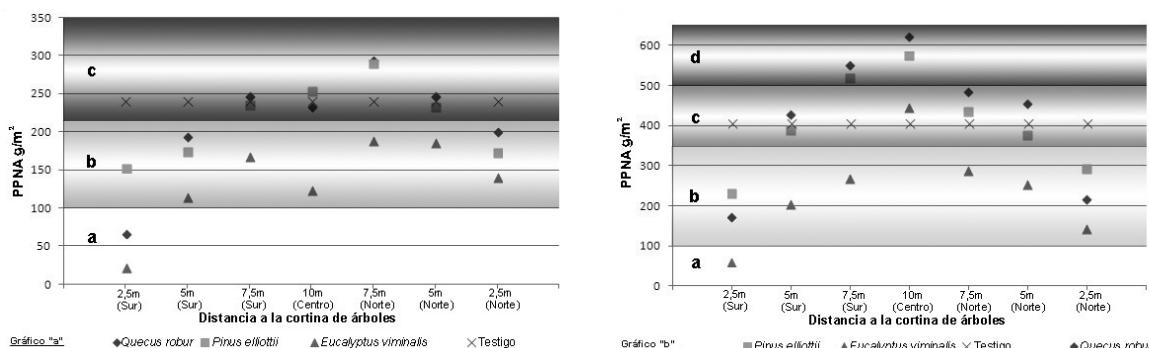 350
300
250
200
150
100
50
0
PPNA g/m²
c
b
a
2,5m (Sur)
5m (Sur)
7,5m (Sur)
10m (Centro)
7,5m (Norte)
5m (Norte)
2,5m (Norte)
Distancia a la cortina de árboles
Gráfico "a" Quecus robur Pinus elliottii Eucalyptus viminalis Testigo
600
500
400
300
200
100
0
PPNA g/m²
d
c
b
a
2,5m (Sur)
5m (Sur)
7,5m (Sur)
10m (Centro)
7,5m (Norte)
5m (Norte)
2,5m (Norte)
Distancia a la cortina de árboles
Gráfico "b" Pinus elliottii Eucalyptus viminalis Testigo Quecus robur